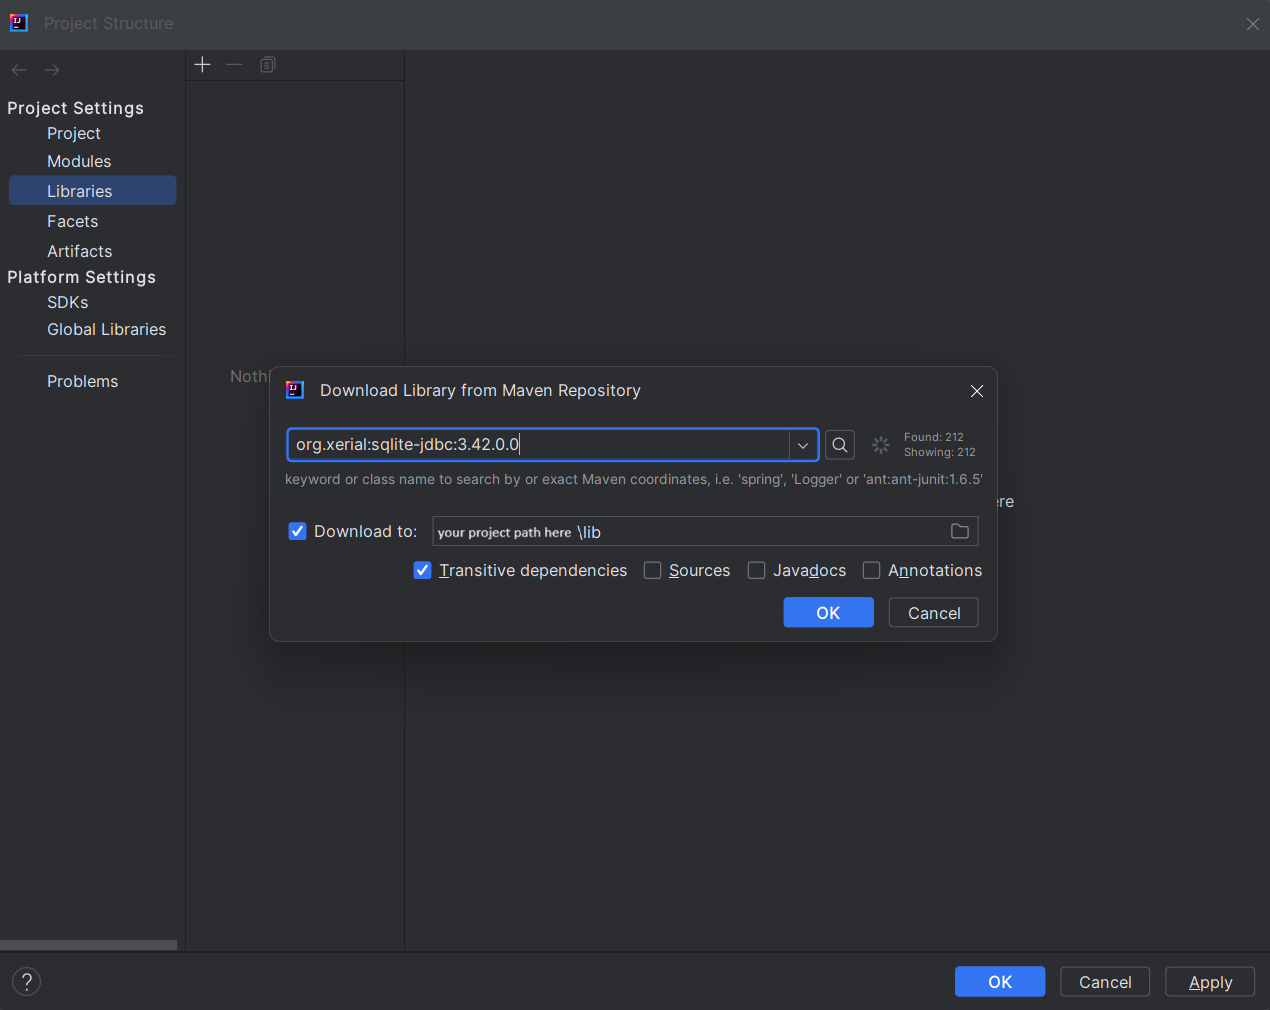 Project Structure
Project Settings
Project
Modules
Libraries
Facets
Artifacts
Platform Settings
SDKs
Global Libraries
Problems
Nothi
Download Library from Maven Repository
org.xerial:sqlite-jdbc:3.42.0.0
Found: 212
Showing: 212
keyword or class name to search by or exact Maven coordinates, i.e. 'spring', 'Logger' or 'ant:ant-junit:1.6.5'
ere
Download to: your project path here \lib
Transitive dependencies Sources Javadocs Annotations
OK Cancel
? OK Cancel Apply